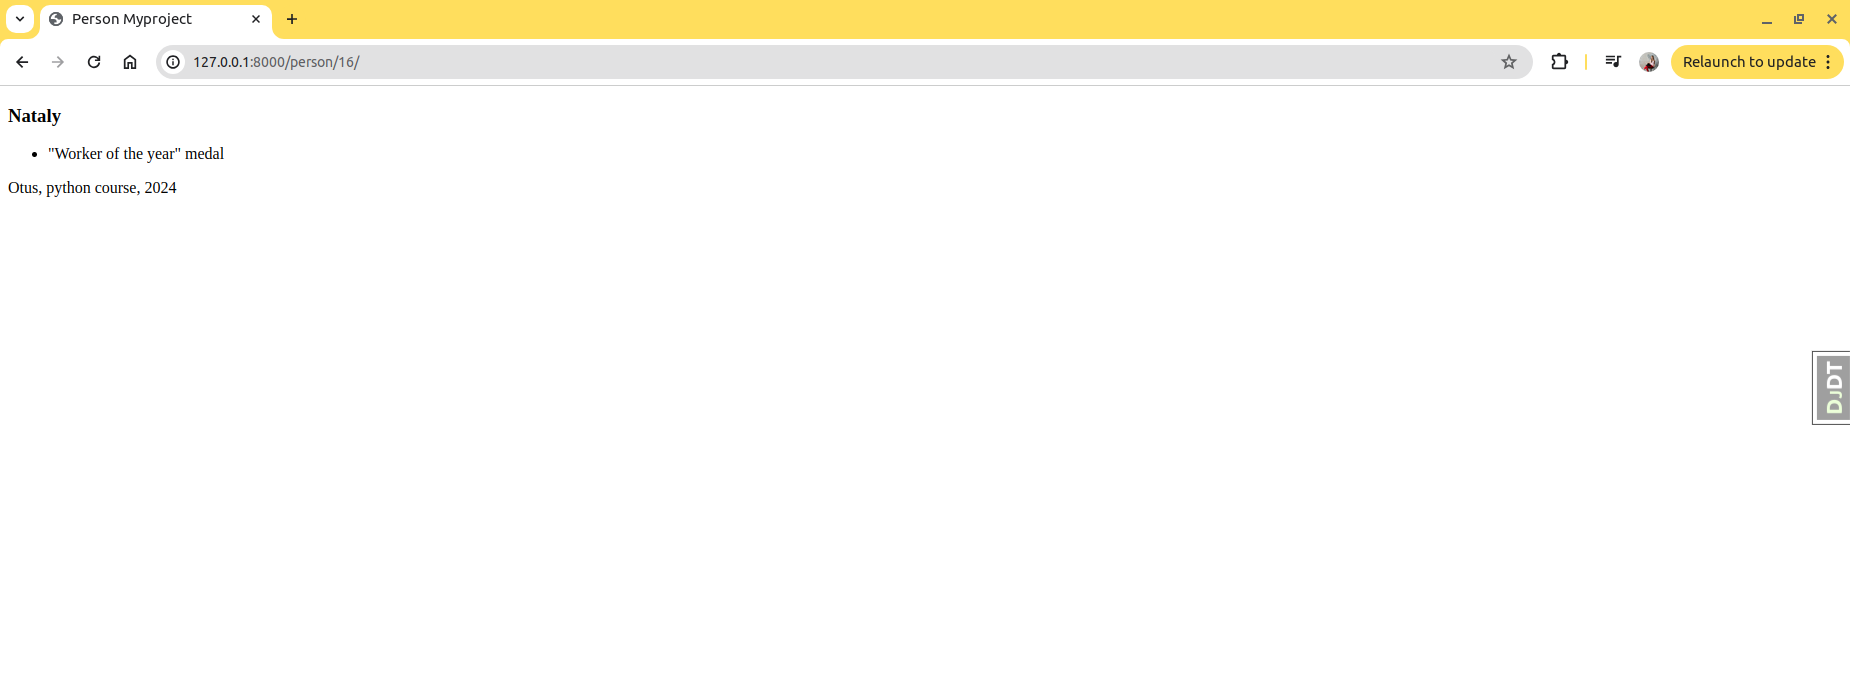 Person Myproject
127.0.0.1:8000/person/16/
Relaunch to update
Nataly
"Worker of the year" medal
Otus, python course, 2024
DJDT